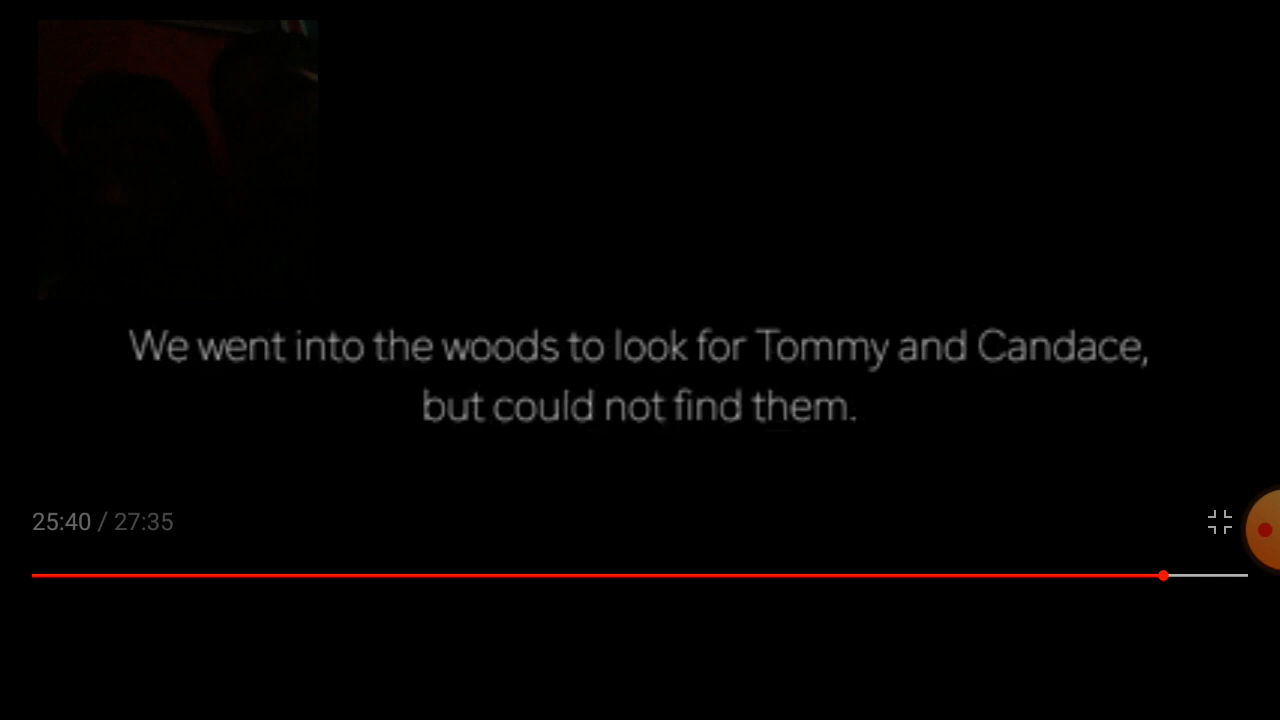 We went into the woods to look for Tommy and Candace,
but could not find them.
25:40 / 27:35